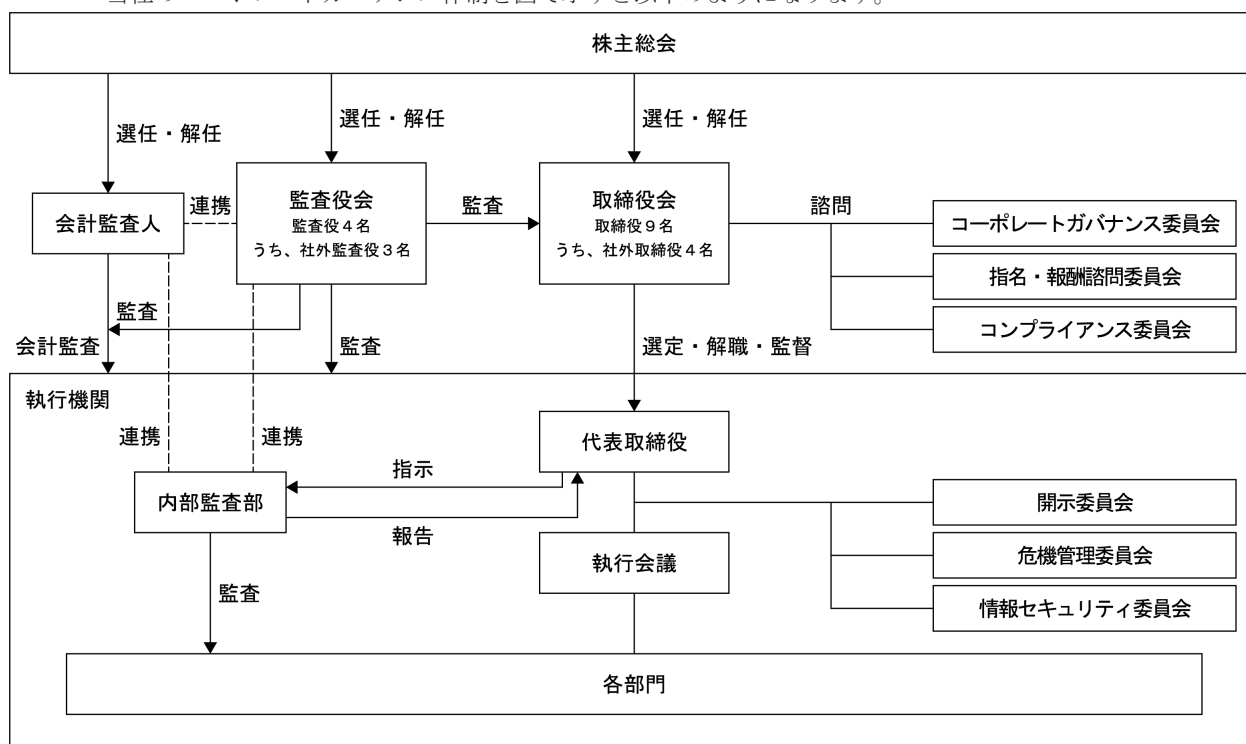 株主総会
選任・解任
選任・解任
選任・解任
会計監査人
連携
監査役会
監査役4名
うち、社外監査役3名
監査
取締役会
取締役9名
うち、社外取締役4名
諮問
コーポレートガバナンス委員会
指名・報酬諮問委員会
コンプライアンス委員会
監査
会計監査
監査
選定・解職・監督
執行機関
連携
連携
代表取締役
指示
内部監査部
報告
開示委員会
執行会議
危機管理委員会
監査
情報セキュリティ委員会
各部門